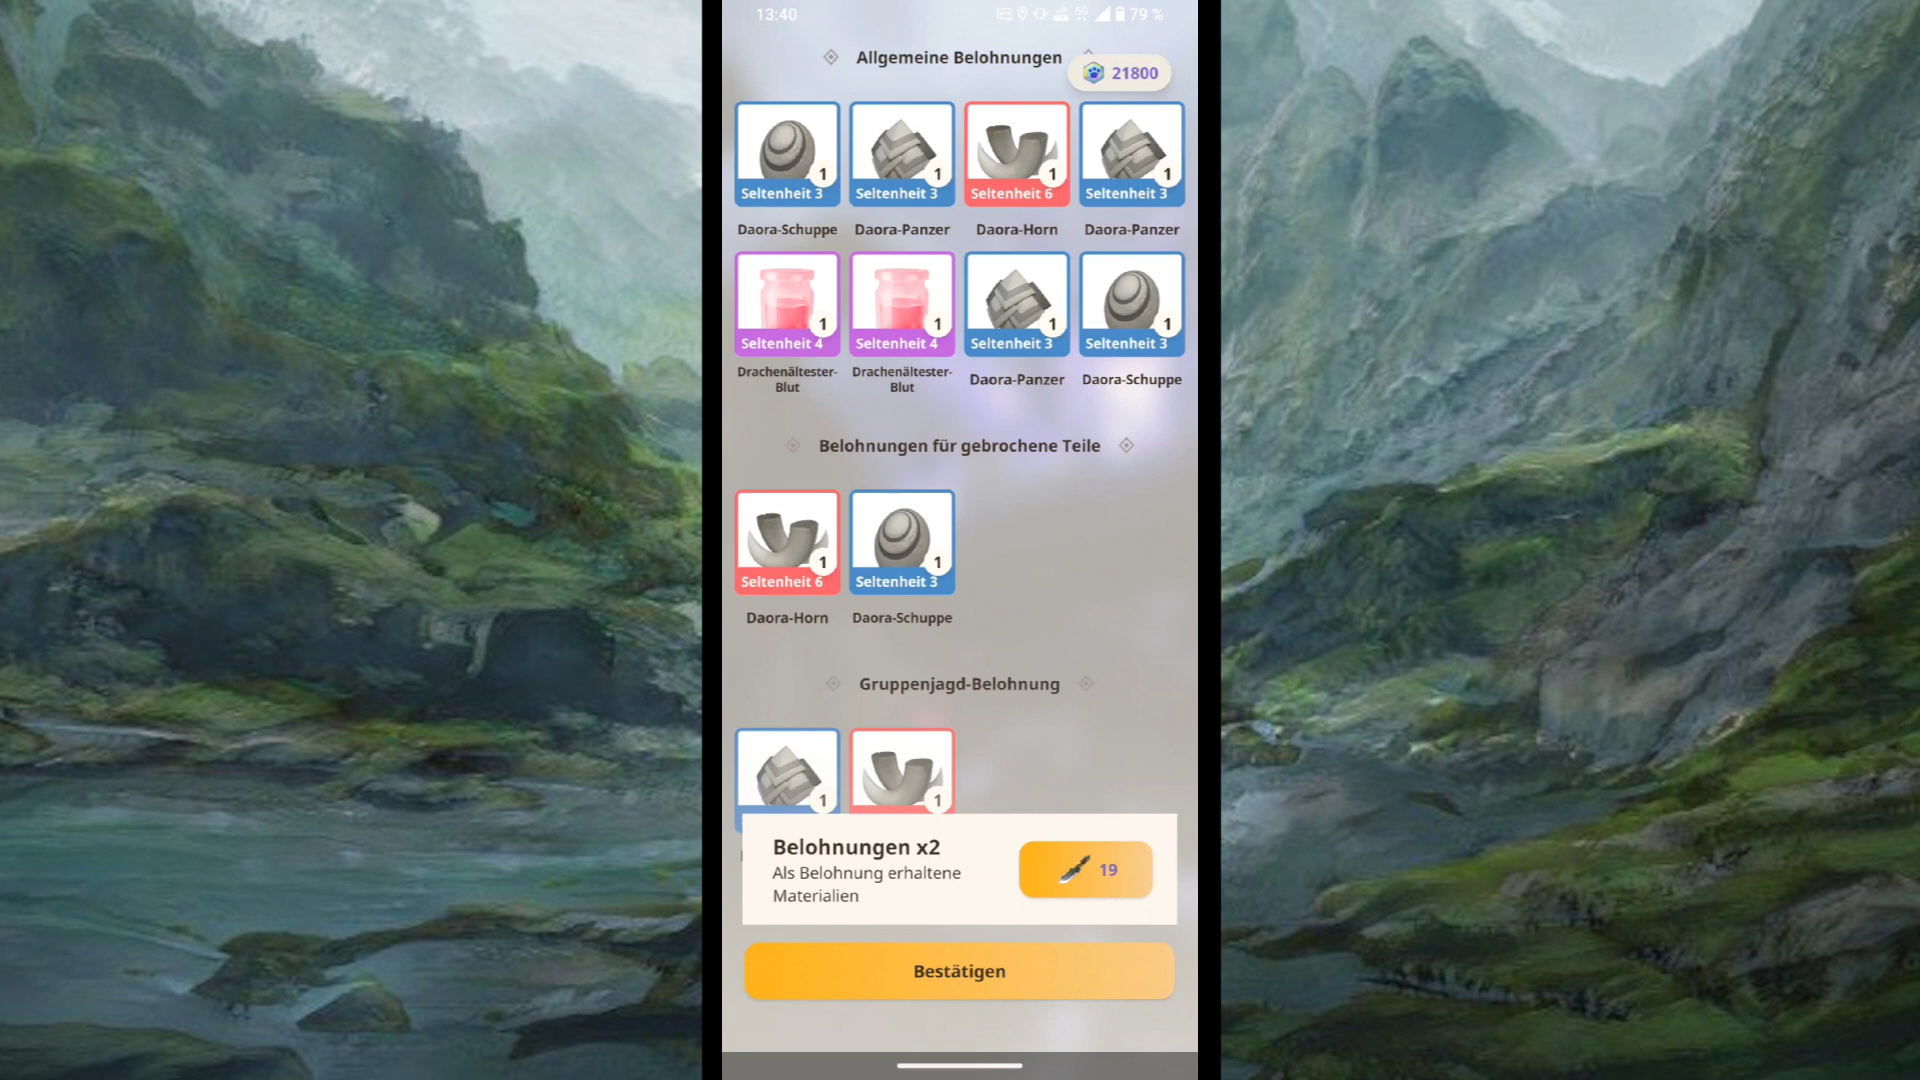 13:40
5G
79 %
Allgemeine Belohnungen
21800
1 1 1 1
Seltenheit 3 Seltenheit 3 Seltenheit 6 Seltenheit 3
Daora-Schuppe Daora-Panzer Daora-Horn Daora-Panzer
1 1 1 1
Seltenheit 4 Seltenheit 4 Seltenheit 3 Seltenheit 3
Drachenältester-
Blut
Drachenältester-
Blut
Daora-Panzer Daora-Schuppe
Belohnungen für gebrochene Teile
1 1
Seltenheit 6 Seltenheit 3
Daora-Horn Daora-Schuppe
Gruppenjagd-Belohnung
1 1
Belohnungen x2
Als Belohnung erhaltene
Materialien
19
Bestätigen